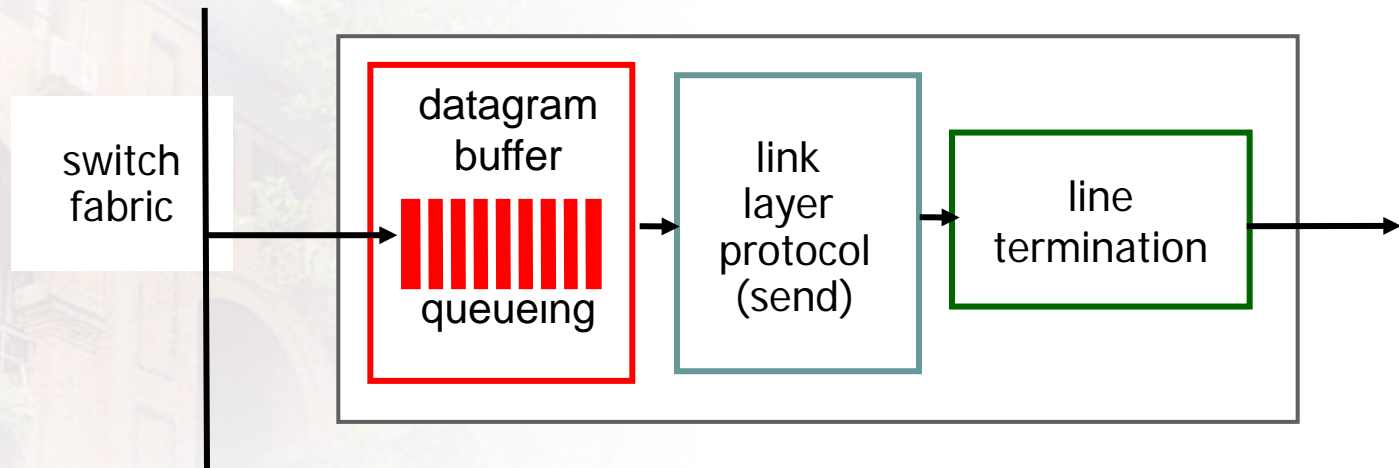 switch
fabric
datagram
buffer
queueing
link
layer
protocol
(send)
line
termination